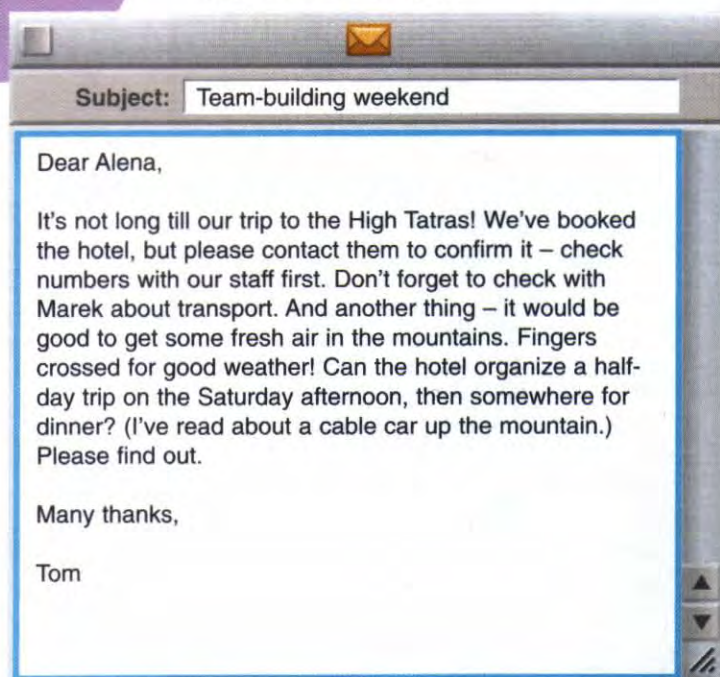 Subject: Team-building weekend
Dear Alena,
It's not long till our trip to the High Tatras! We've booked
the hotel, but please contact them to confirm it – check
numbers with our staff first. Don't forget to check with
Marek about transport. And another thing – it would be
good to get some fresh air in the mountains. Fingers
crossed for good weather! Can the hotel organize a half-
day trip on the Saturday afternoon, then somewhere for
dinner? (I've read about a cable car up the mountain.)
Please find out.
Many thanks,
Tom